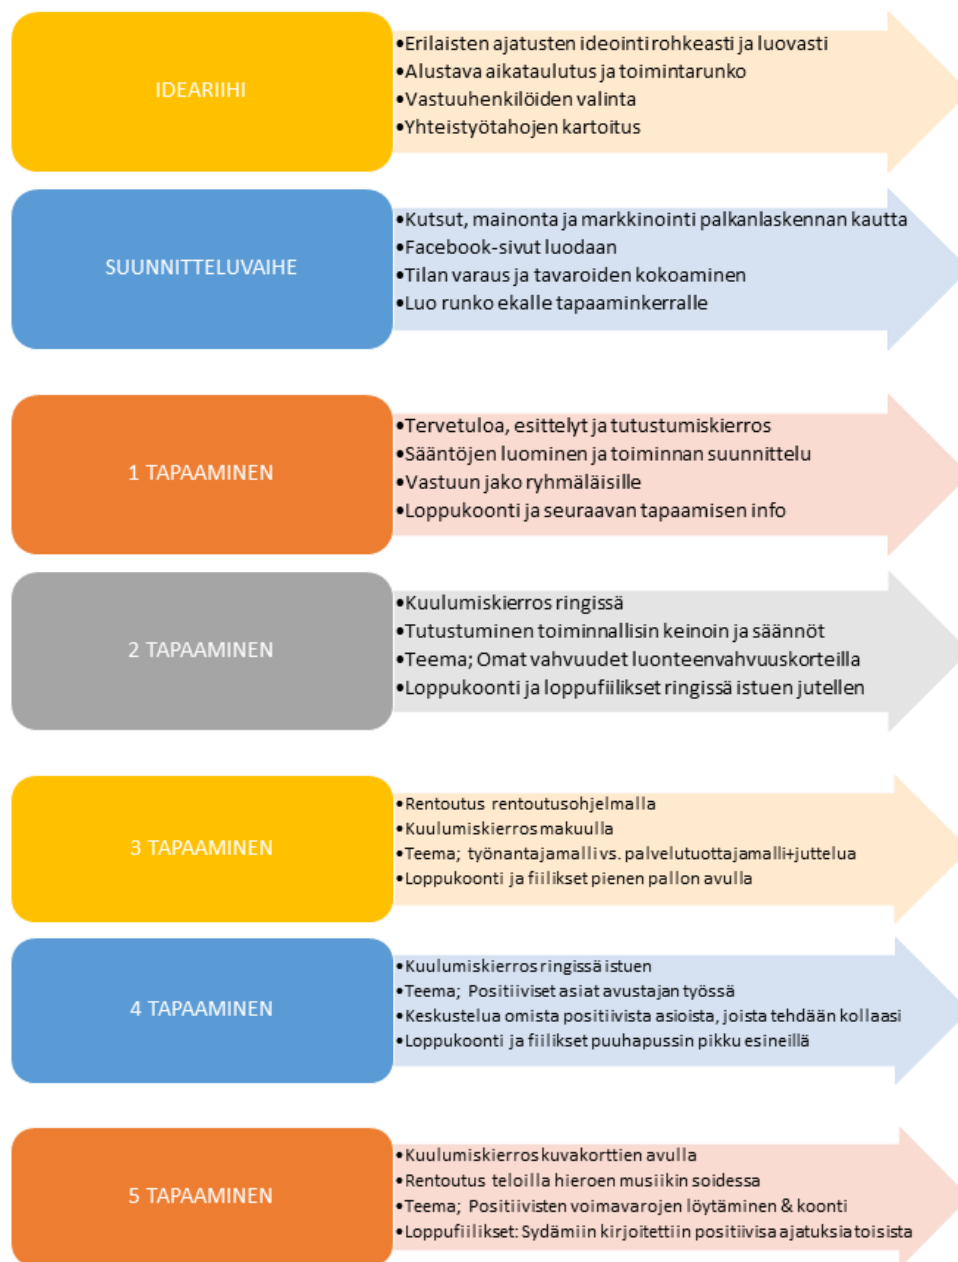 IDEARIIHI
•Erilaisten ajatusten ideointi rohkeasti ja luovasti
•Alustava aikataulutus ja toimintarunko
•Vastuuhenkilöiden valinta
•Yhteistyötahojen kartoitus
SUUNNITTELUVAIHE
•Kutsut, mainonta ja markkinointi palkanlaskennan kautta
•Facebook-sivut luodaan
•Tilan varaus ja tavaroiden kokoaminen
•Luo runko ekalle tapaaminkerralle
1 TAPAAMINEN
•Tervetuloa, esittelyt ja tutustumiskierros
•Sääntöjen luominen ja toiminnan suunnittelu
•Vastuun jako ryhmäläisille
•Loppukoonti ja seuraavan tapaamisen info
2 TAPAAMINEN
•Kuulumiskierros ringissä
•Tutustuminen toiminnallisin keinoin ja säännöt
•Teema; Omat vahvuudet luonteenvahvuuskorteilla
•Loppukoonti ja loppufiilikset ringissä istuen jutellen
3 TAPAAMINEN
•Rentoutus rentoutusohjelmalla
•Kuulumiskierros makuulla
•Teema; työnantajamalli vs. palvelutuottajamalli+juttelua
•Loppukoonti ja fiilikset pienen pallon avulla
4 TAPAAMINEN
•Kuulumiskierros ringissä istuen
•Teema; Positiiviset asiat avustajan työssä
•Keskustelua omista positiivista asioista, joista tehdään kollaasi
•Loppukoonti ja fiilikset puuhapussin pikku esineillä
5 TAPAAMINEN
•Kuulumiskierros kuvakorttien avulla
•Rentoutus teloilla hieroen musiikin soidessa
•Teema; Positiivisten voimavarojen löytäminen & koonti
•Loppufiilikset: Sydämiin kirjoitettiin positiivisa ajatuksia toisista